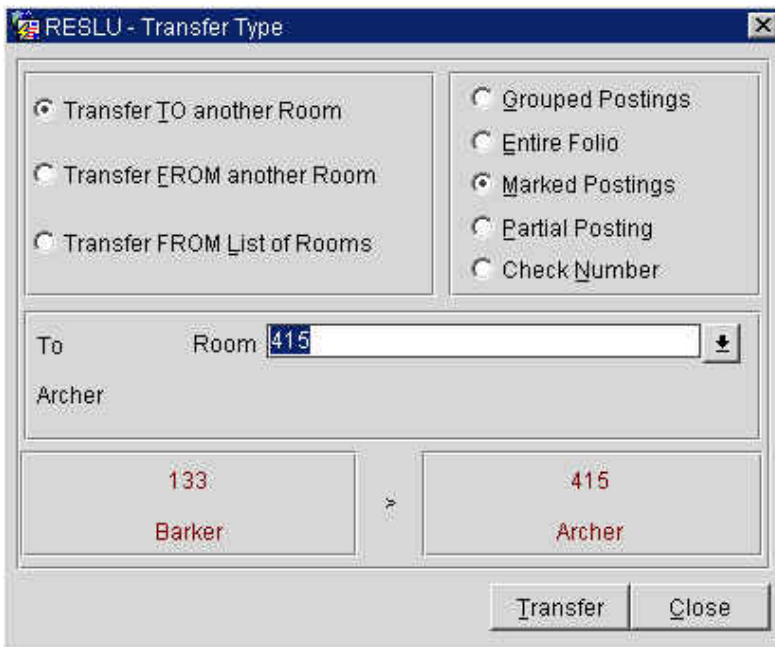 RESLU - Transfer Type
Transfer TO another Room
Transfer FROM another Room
Transfer FROM List of Rooms
Grouped Postings
Entire Folio
Marked Postings
Partial Posting
Check Number
To Room 415
Archer
133
Barker
>
415
Archer
Transfer Close